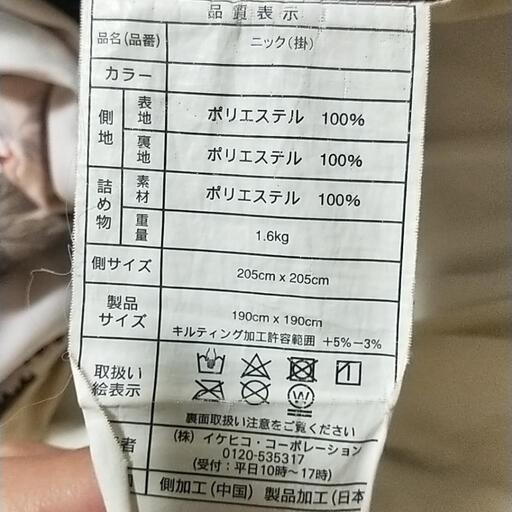 品質表示
品名(品番) ニック(掛)
カラー
側地 表地 ポリエステル 100%
裏地 ポリエステル 100%
詰め物 素材 ポリエステル 100%
重量 1.6kg
側サイズ 205cm x 205cm
製品サイズ 190cm x 190cm
キルティング加工許容範囲 +5%−3%
取扱い絵表示
裏面取扱い注意をご覧ください
者 (株) イケヒコ・コーポレーション
0120-535317
(受付:平日10時〜17時)
側加工(中国) 製品加工(日本